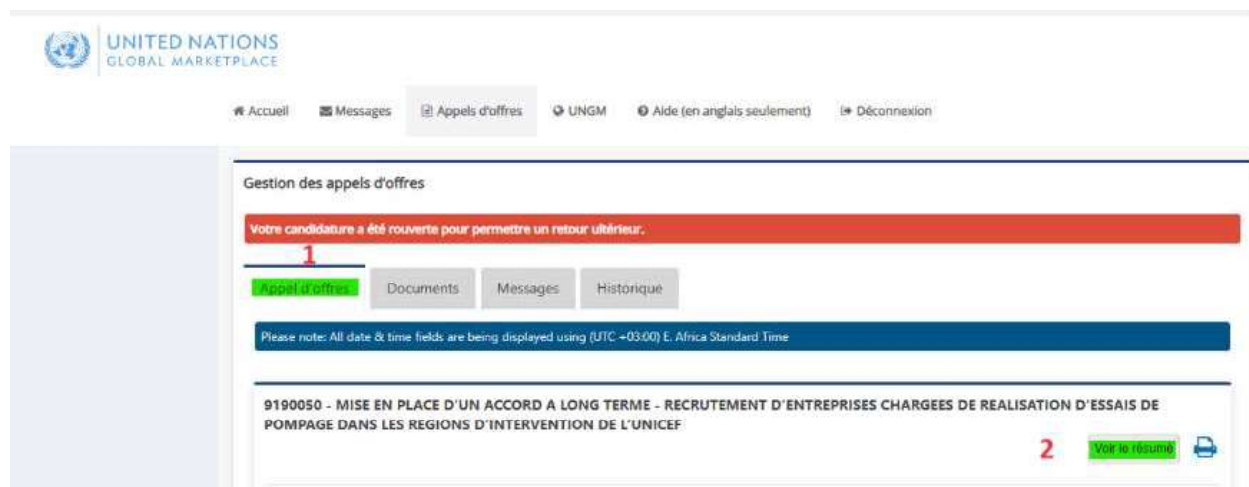 UNITED NATIONS
GLOBAL MARKETPLACE
Accueil Messages Appels d'offres UNGM Aide (en anglais seulement) Déconnexion
Gestion des appels d'offres
Votre candidature a été rouverte pour permettre un retour ultérieur.
1
Appel d'offres Documents Messages Historique
Please note: All date & time fields are being displayed using (UTC +03:00) E. Africa Standard Time
9190050 - MISE EN PLACE D'UN ACCORD A LONG TERME - RECRUTEMENT D'ENTREPRISES CHARGEES DE REALISATION D'ESSAIS DE
POMPAGE DANS LES REGIONS D'INTERVENTION DE L'UNICEF
2 Voir le résumé